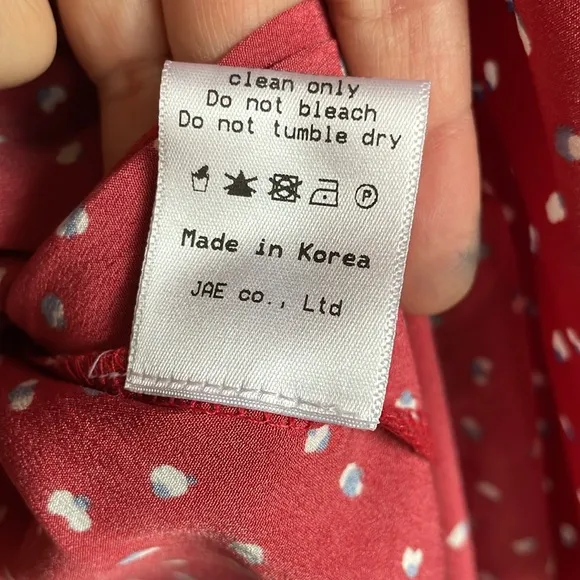 clean only
Do not bleach
Do not tumble dry
P
Made in Korea
JAE co., Ltd